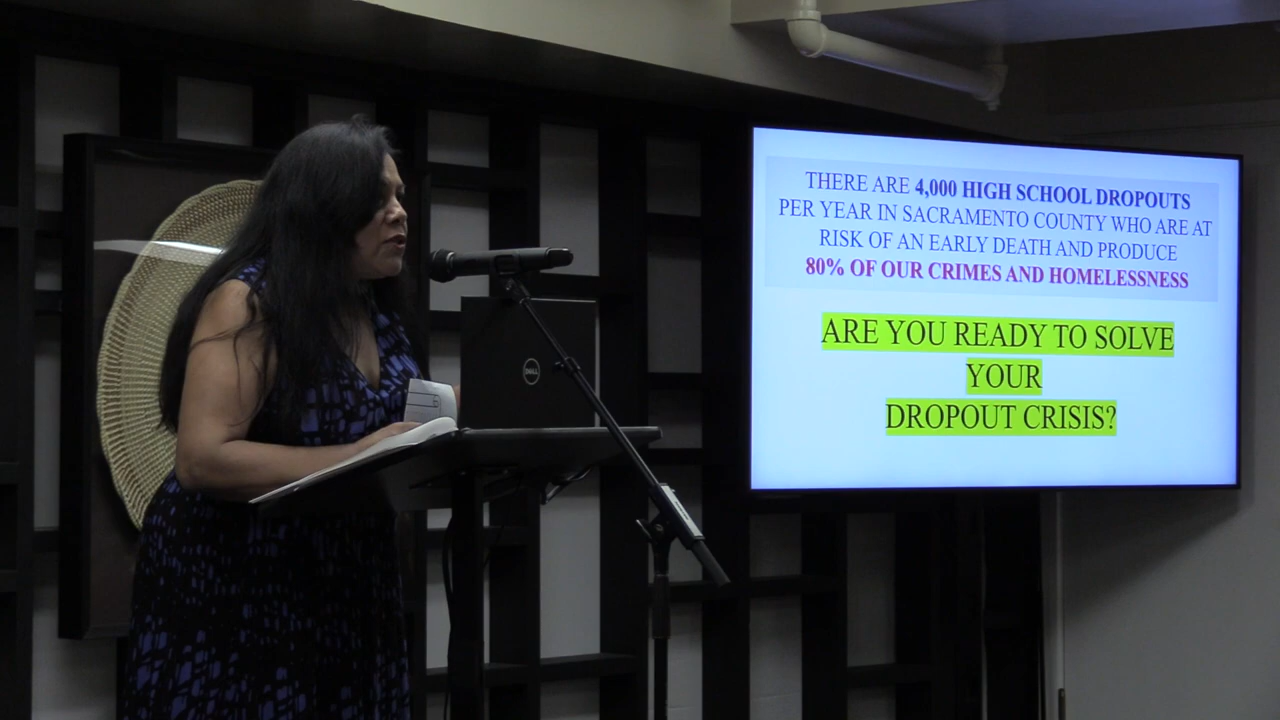 THERE ARE 4,000 HIGH SCHOOL DROPOUTS
PER YEAR IN SACRAMENTO COUNTY WHO ARE AT
RISK OF AN EARLY DEATH AND PRODUCE
80% OF OUR CRIMES AND HOMELESSNESS
ARE YOU READY TO SOLVE
YOUR
DROPOUT CRISIS?
DELL